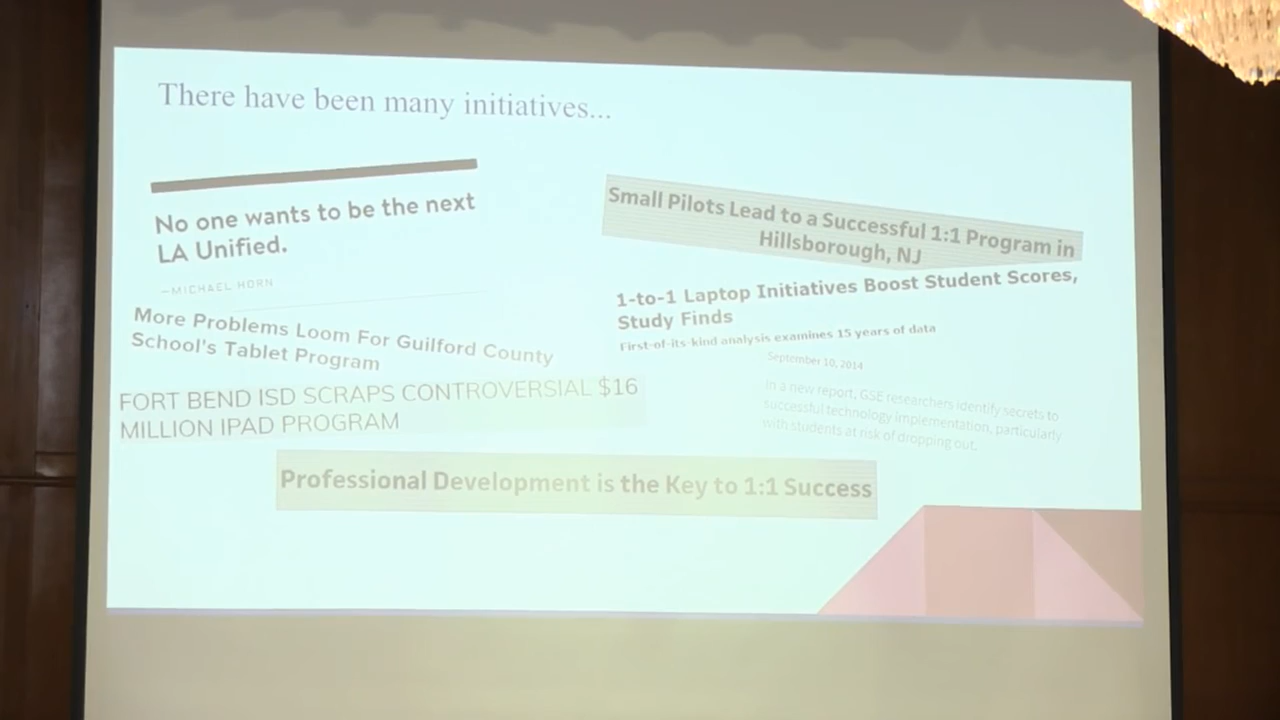 There have been many initiatives...
No one wants to be the next
LA Unified.
—MICHAEL HORN
More Problems Loom For Guilford County
School's Tablet Program
FORT BEND ISD SCRAPS CONTROVERSIAL $16
MILLION IPAD PROGRAM
Small Pilots Lead to a Successful 1:1 Program in
Hillsborough, NJ
1-to-1 Laptop Initiatives Boost Student Scores,
Study Finds
First-of-its-kind analysis examines 15 years of data
September 10, 2014
In a new report, GSE researchers identify secrets to
successful technology implementation, particularly
with students at risk of dropping out.
Professional Development is the Key to 1:1 Success